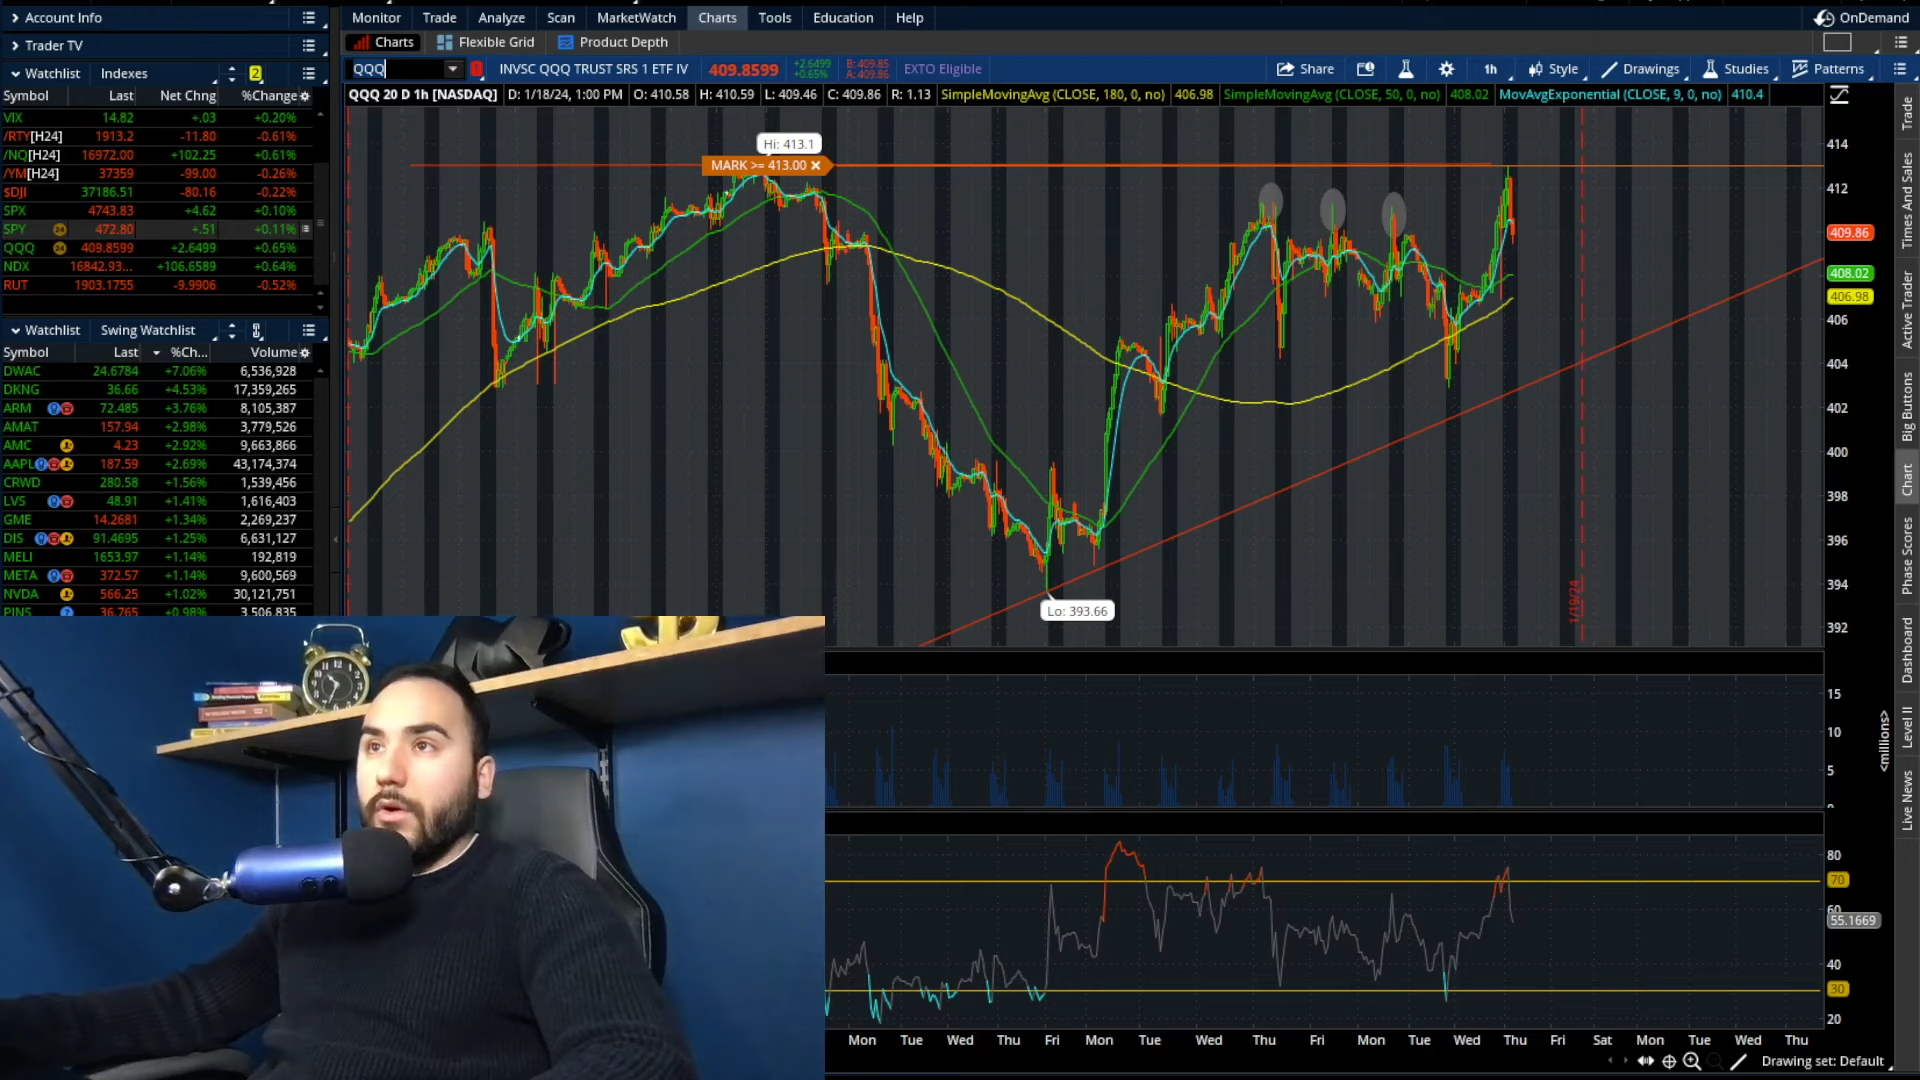 Account Info
Trader TV
Watchlist Indexes 2
Symbol Last Net Chng %Change
VIX 14.82 +.03 +0.20%
/RTY[H24] 1913.2 -11.80 -0.61%
/NQ[H24] 16972.00 +102.25 +0.61%
/YM[H24] 37359 -99.00 -0.26%
$DJI 37186.51 -80.16 -0.22%
SPX 4743.83 +4.62 +0.10%
SPY 24 472.80 +.51 +0.11%
QQQ 24 409.8599 +2.6499 +0.65%
NDX 16842.93... +106.6589 +0.64%
RUT 1903.1755 -9.9906 -0.52%
Watchlist Swing Watchlist
Symbol Last %Ch... Volume
DWAC 24.6784 +7.06% 6,536,928
DKNG 36.66 +4.53% 17,359,265
ARM 72.485 +3.76% 8,105,387
AMAT 157.94 +2.98% 3,779,526
AMC 4.23 +2.92% 9,663,866
AAPL 187.59 +2.69% 43,174,374
CRWD 280.58 +1.56% 1,539,456
LVS 48.91 +1.41% 1,616,403
GME 14.2681 +1.34% 2,269,237
DIS 91.4695 +1.25% 6,631,127
MELI 1653.97 +1.14% 192,819
META 372.57 +1.14% 9,600,569
NVDA 566.25 +1.02% 30,121,751
PINS 36.765 +0.98% 3,506,835
Monitor Trade Analyze Scan MarketWatch Charts Tools Education Help OnDemand
Charts Flexible Grid Product Depth
QQQ INVSC QQQ TRUST SRS 1 ETF IV 409.8599 +2.6499 +0.65% B: 409.85 A: 409.86 EXTO Eligible Share 1h Style Drawings Studies Patterns
QQQ 20 D 1h [NASDAQ] D: 1/18/24, 1:00 PM O: 410.58 H: 410.59 L: 409.46 C: 409.86 R: 1.13 SimpleMovingAvg (CLOSE, 180, 0, no) 406.98 SimpleMovingAvg (CLOSE, 50, 0, no) 408.02 MovAvgExponential (CLOSE, 9, 0, no) 410.4
Hi: 413.1
MARK >= 413.00
Lo: 393.66
1/19/24
414
412
409.86
408.02
406.98
406
404
402
400
398
396
394
392
15
10
5
<millions>
80
70
60
55.1669
40
30
20
Mon Tue Wed Thu Fri Mon Tue Wed Thu Fri Mon Tue Wed Thu Fri Sat Mon Tue Wed Thu
Drawing set: Default
Trade
Times And Sales
Active Trader
Big Buttons
Chart
Phase Scores
Dashboard
Level II
Live News